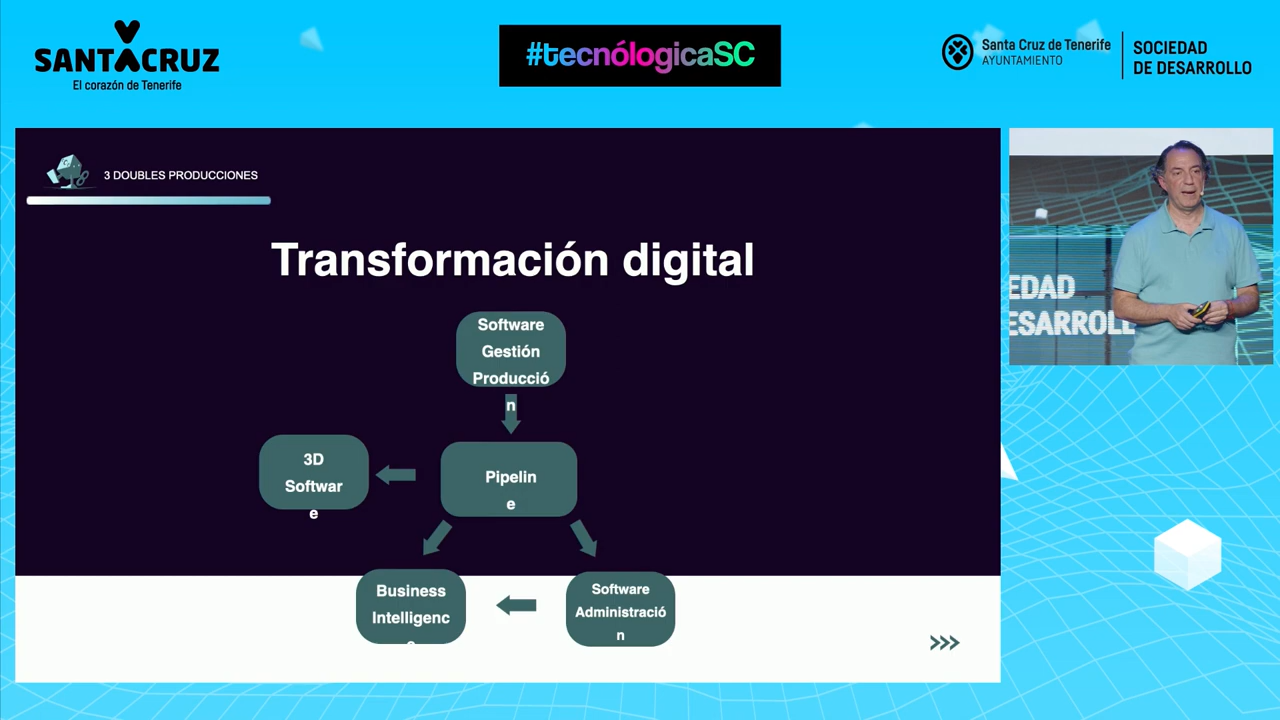 SANTACRUZ
El corazón de Tenerife
#tecnólogicaSC
Santa Cruz de Tenerife
AYUNTAMIENTO
SOCIEDAD
DE DESARROLLO
3 DOUBLES PRODUCCIONES
Transformación digital
Software
Gestión
Producció
n
3D
Softwar
e
Pipelin
e
Business
Intelligenc
e
Software
Administració
n
EDAD
ESARROLL